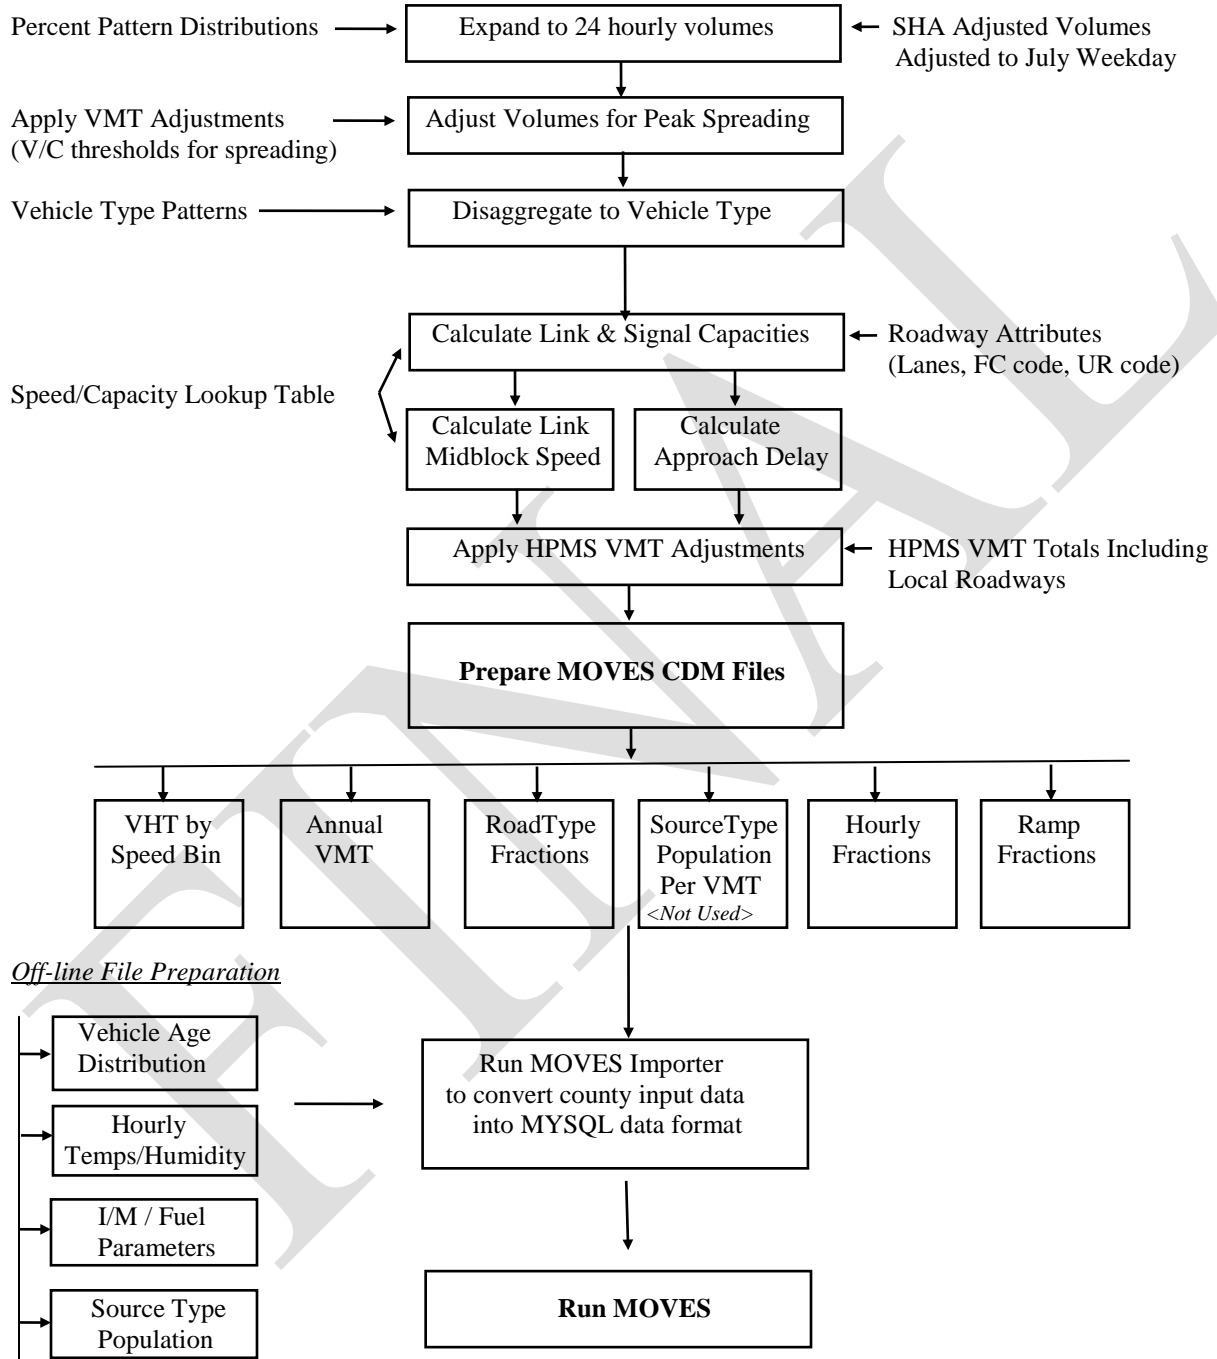 Percent Pattern Distributions
Expand to 24 hourly volumes
SHA Adjusted Volumes
Adjusted to July Weekday
Apply VMT Adjustments
(V/C thresholds for spreading)
Adjust Volumes for Peak Spreading
Vehicle Type Patterns
Disaggregate to Vehicle Type
Calculate Link & Signal Capacities
Roadway Attributes
(Lanes, FC code, UR code)
Speed/Capacity Lookup Table
Calculate Link
Midblock Speed
Calculate
Approach Delay
Apply HPMS VMT Adjustments
HPMS VMT Totals Including
Local Roadways
Prepare MOVES CDM Files
VHT by
Speed Bin
Annual
VMT
RoadType
Fractions
SourceType
Population
Per VMT
<Not Used>
Hourly
Fractions
Ramp
Fractions
Off-line File Preparation
Vehicle Age
Distribution
Hourly
Temps/Humidity
I/M / Fuel
Parameters
Source Type
Population
Run MOVES Importer
to convert county input data
into MYSQL data format
Run MOVES
FINAL